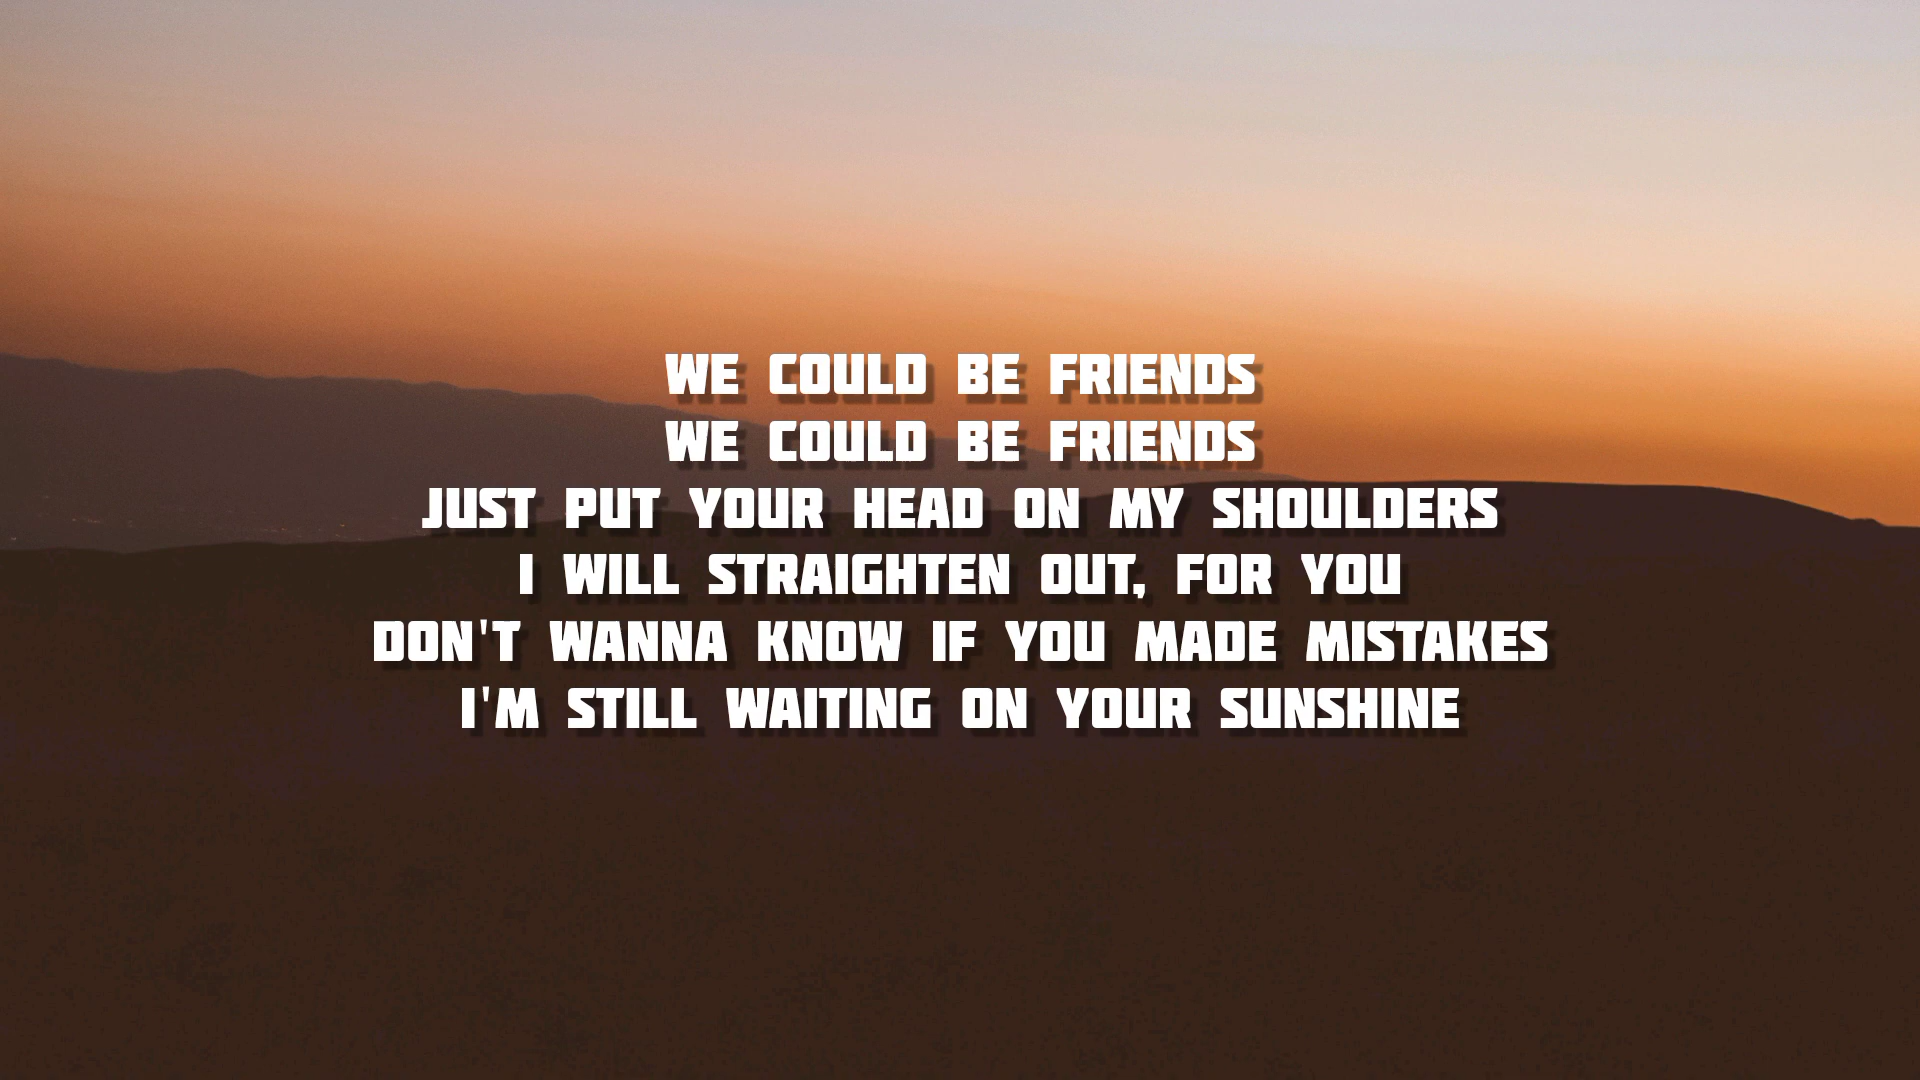 WE COULD BE FRIENDS
WE COULD BE FRIENDS
JUST PUT YOUR HEAD ON MY SHOULDERS
I WILL STRAIGHTEN OUT, FOR YOU
DON'T WANNA KNOW IF YOU MADE MISTAKES
I'M STILL WAITING ON YOUR SUNSHINE